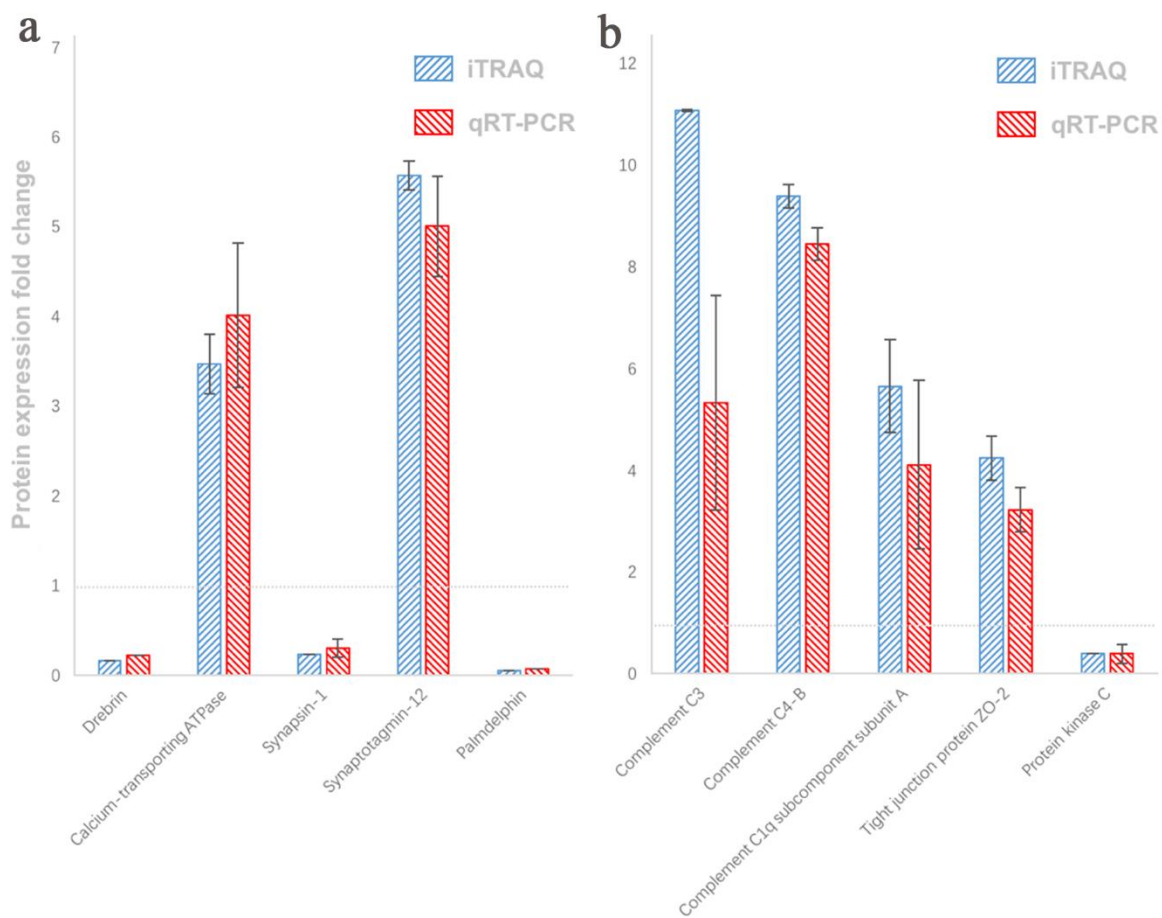 a
7
6
5
4
3
2
1
0
Protein expression fold change
iTRAQ
qRT-PCR
Drebrin
Calcium-transporting ATPase
Synapsin-1
Synaptotagmin-12
Palmdelphin
b
12
10
8
6
4
2
0
iTRAQ
qRT-PCR
Complement C3
Complement C4-B
Complement C1q subcomponent subunit A
Tight junction protein ZO-2
Protein kinase C